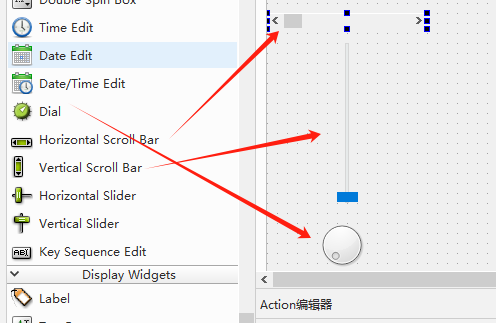 Double Spin Box
Time Edit
Date Edit
Date/Time Edit
Dial
Horizontal Scroll Bar
Vertical Scroll Bar
Horizontal Slider
Vertical Slider
Key Sequence Edit
Display Widgets
Label
Action编辑器